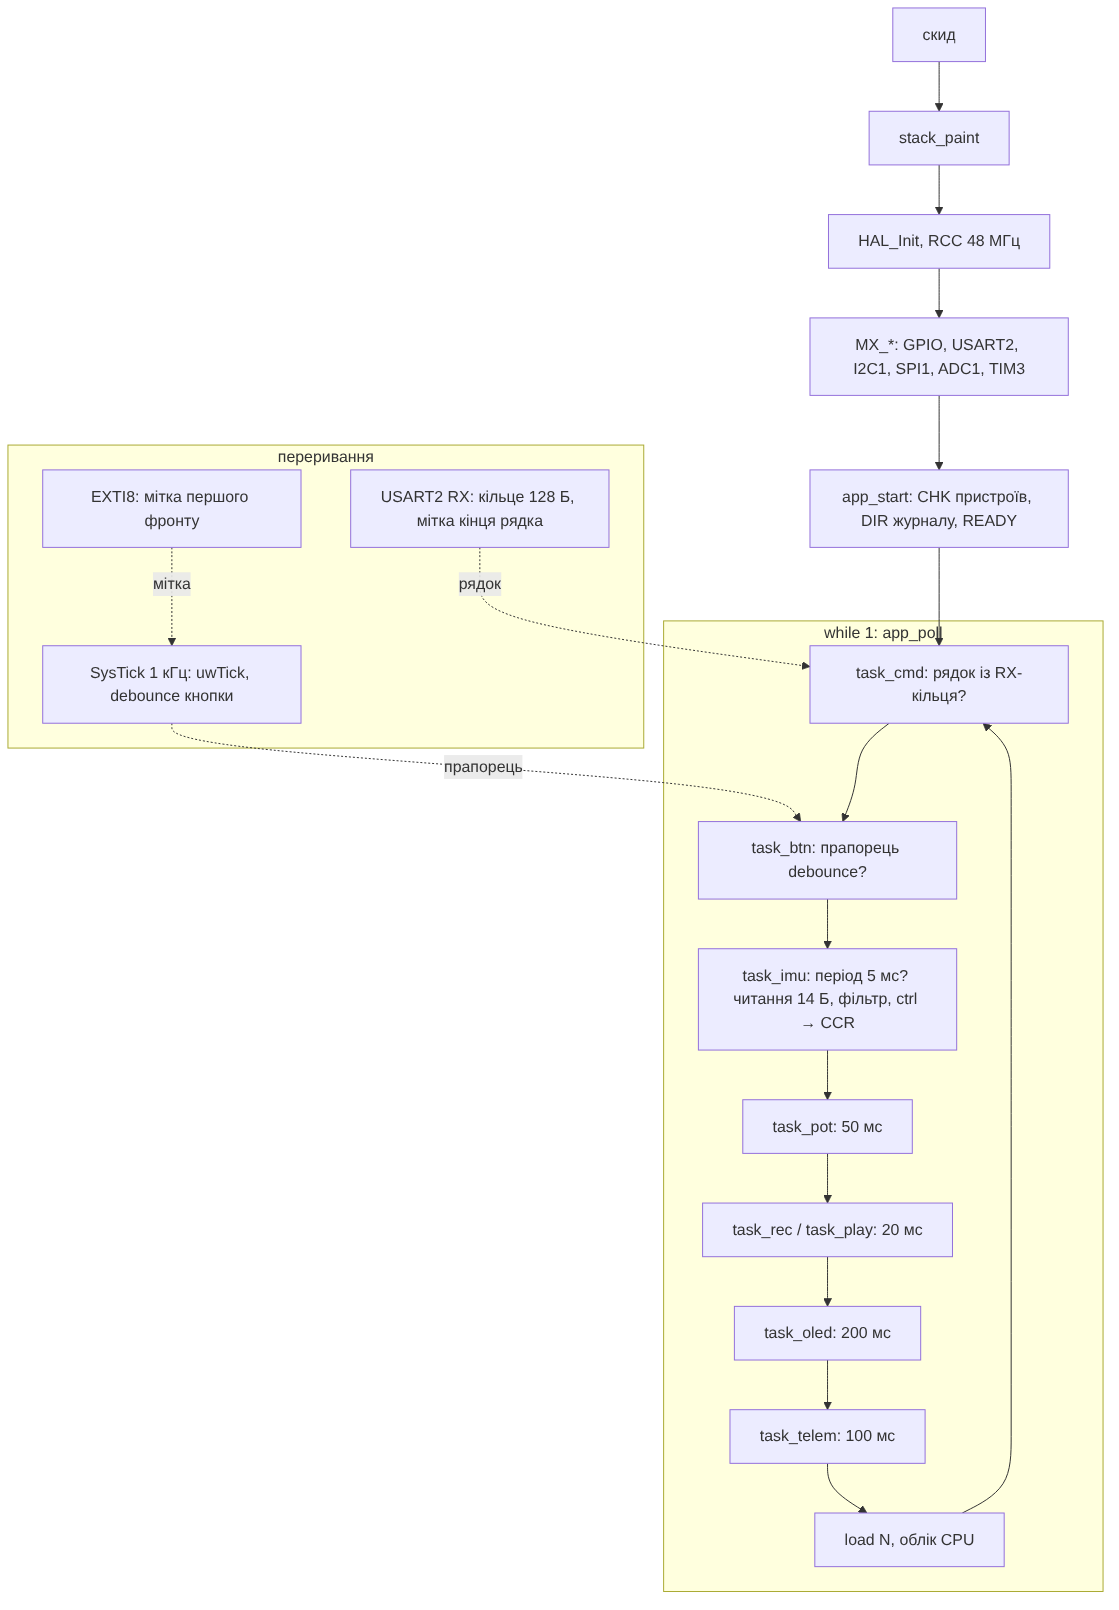 скид
stack_paint
HAL_Init, RCC 48 МГц
MX_*: GPIO, USART2,
I2C1, SPI1, ADC1, TIM3
app_start: CHK пристроїв,
DIR журналу, READY
переривання
EXTI8: мітка першого
фронту
USART2 RX: кільце 128 Б,
мітка кінця рядка
мітка
рядок
SysTick 1 кГц: uwTick,
debounce кнопки
прапорець
while 1: app_poll
task_cmd: рядок із RX-
кільця?
task_btn: прапорець
debounce?
task_imu: період 5 мс?
читання 14 Б, фільтр, ctrl
→ CCR
task_pot: 50 мс
task_rec / task_play: 20 мс
task_oled: 200 мс
task_telem: 100 мс
load N, облік CPU